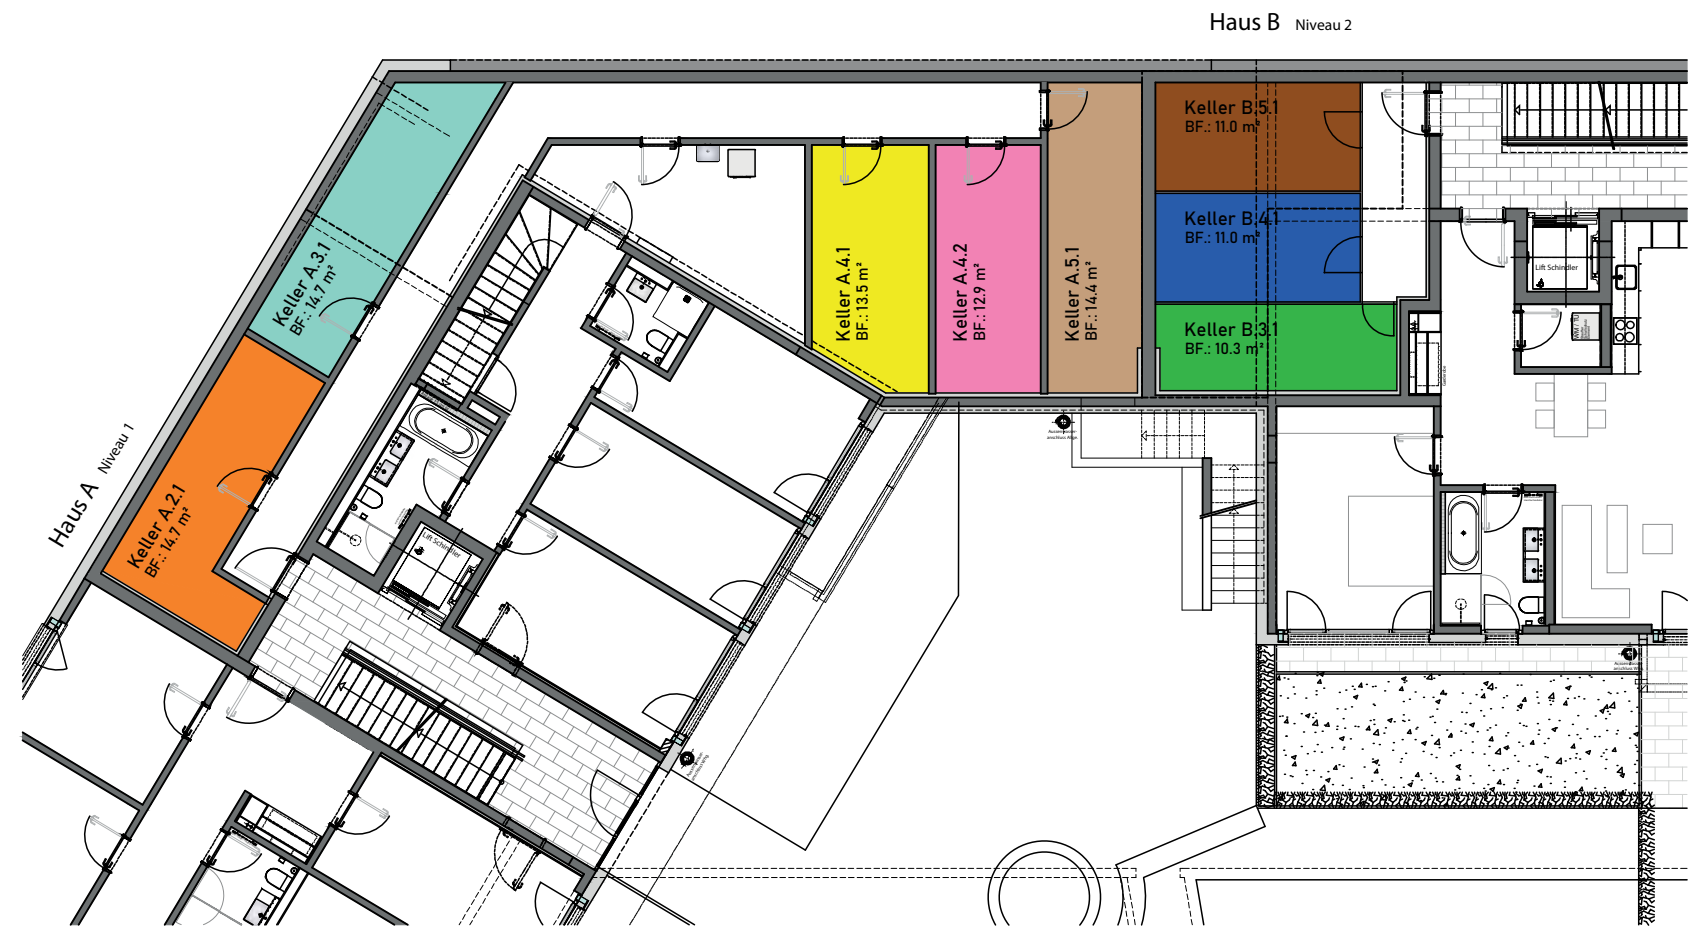 Haus B Niveau 2
Keller B.5.1
BF.: 11.0 m²
Keller B.4.1
BF.: 11.0 m²
Keller B.3.1
BF.: 10.3 m²
Keller A.3.1
BF.: 14.7 m²
Keller A.4.1
BF.: 13.5 m²
Keller A.4.2
BF.: 12.9 m²
Keller A.5.1
BF.: 14.4 m²
Lift Schindler
WM / TU
Haus A Niveau 1
Keller A.2.1
BF.: 14.7 m²
Lift Schindler